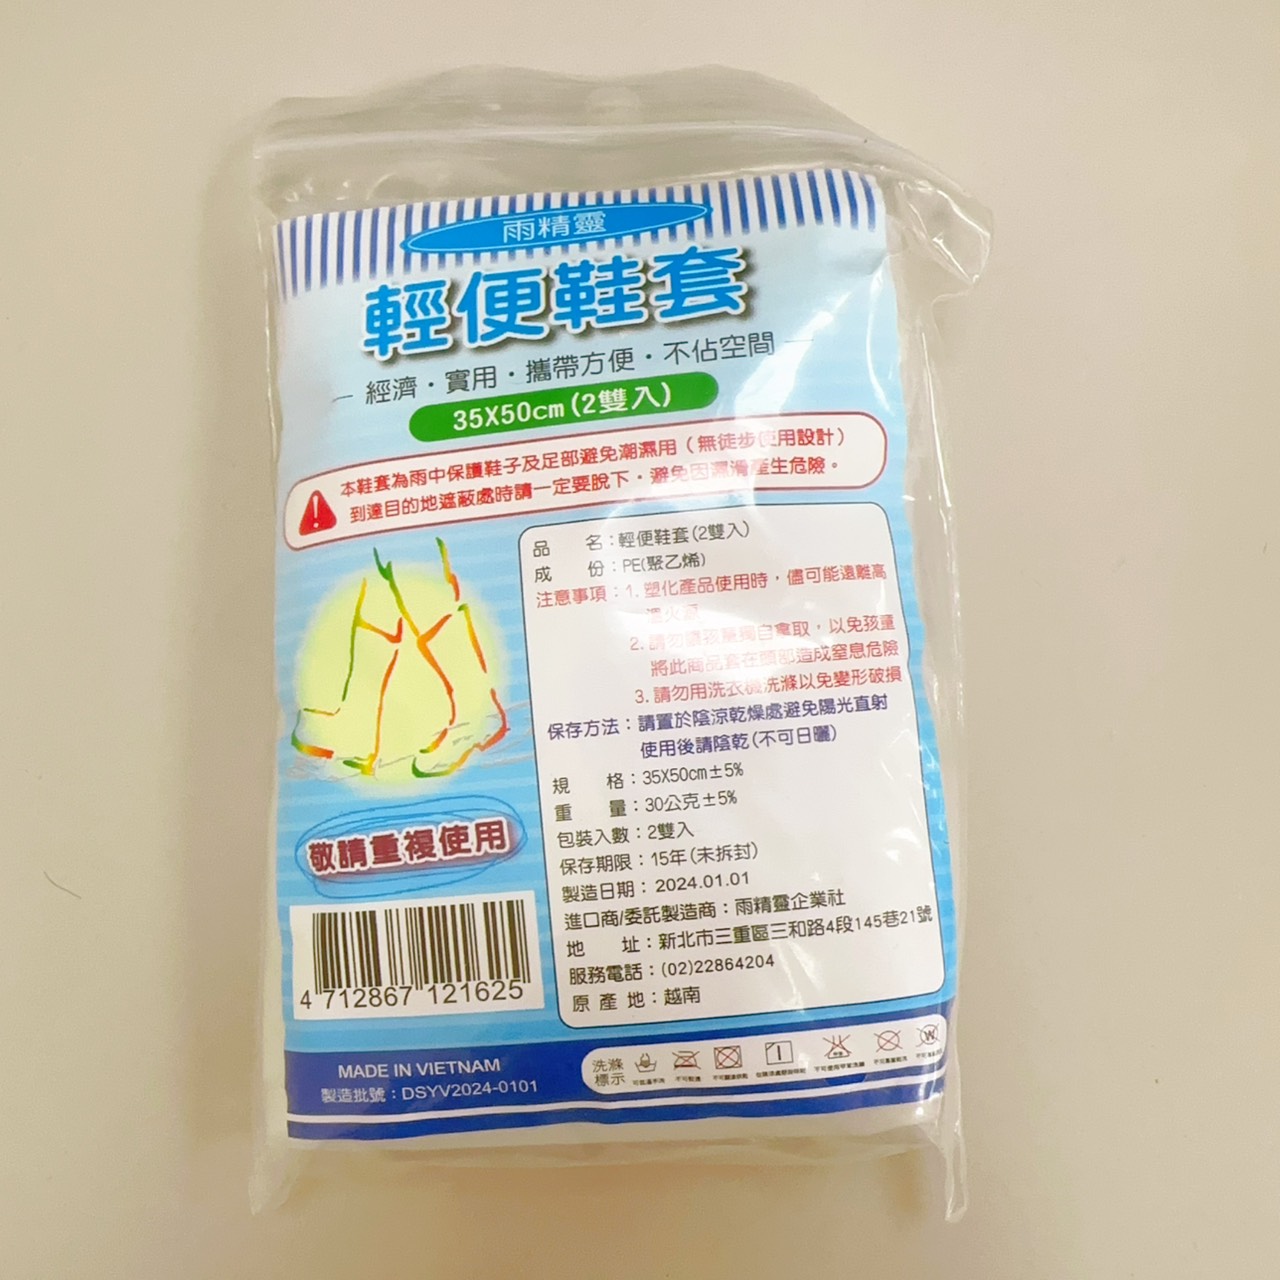 雨精靈
輕便鞋套
經濟・實用・攜帶方便・不佔空間
35X50cm(2雙入)
本鞋套為雨中保護鞋子及足部避免潮濕用(無徒步使用設計)
到達目的地遮蔽處時請一定要脫下,避免因濕滑產生危險。
品 名:輕便鞋套(2雙入)
成 份:PE(聚乙烯)
注意事項:1. 塑化產品使用時,儘可能遠離高
溫火源
2. 請勿讓孩童獨自拿取,以免孩童
將此商品套在頭部造成窒息危險
3. 請勿用洗衣機洗滌以免變形破損
保存方法:請置於陰涼乾燥處避免陽光直射
使用後請陰乾(不可日曬)
規 格:35X50cm±5%
重 量:30公克±5%
包裝入數:2雙入
保存期限:15年(未拆封)
製造日期:2024.01.01
進口商/委託製造商:雨精靈企業社
地 址:新北市三重區三和路4段145巷21號
服務電話:(02)22864204
原 產 地:越南
敬請重複使用
4 712867 121625
MADE IN VIETNAM
製造批號:DSYV2024-0101
洗滌
標示